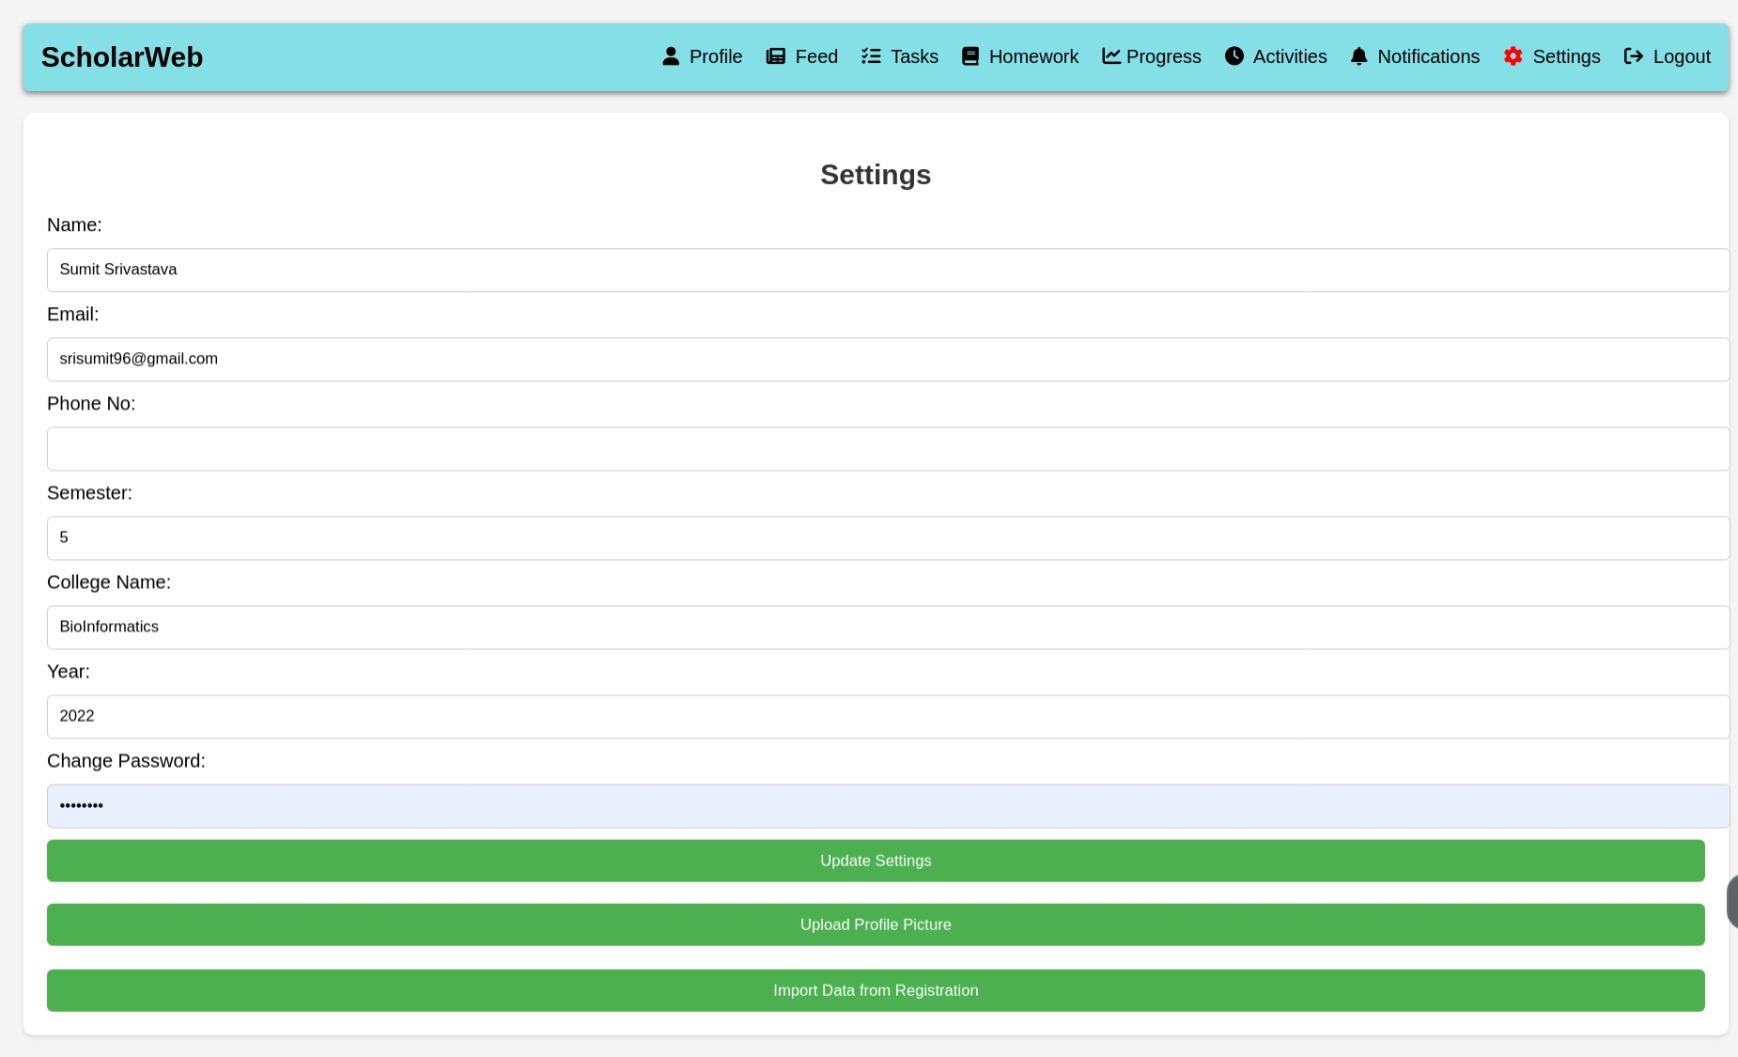 ScholarWeb Profile Feed Tasks Homework Progress Activities Notifications Settings Logout
Settings
Name:
Sumit Srivastava
Email:
srisumit96@gmail.com
Phone No:
Semester:
5
College Name:
BioInformatics
Year:
2022
Change Password:
••••••••
Update Settings
Upload Profile Picture
Import Data from Registration